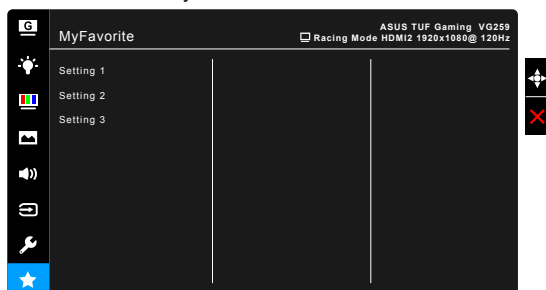 G
MyFavorite
ASUS TUF Gaming VG259
Racing Mode HDMI2 1920x1080@ 120Hz
Setting 1
Setting 2
Setting 3